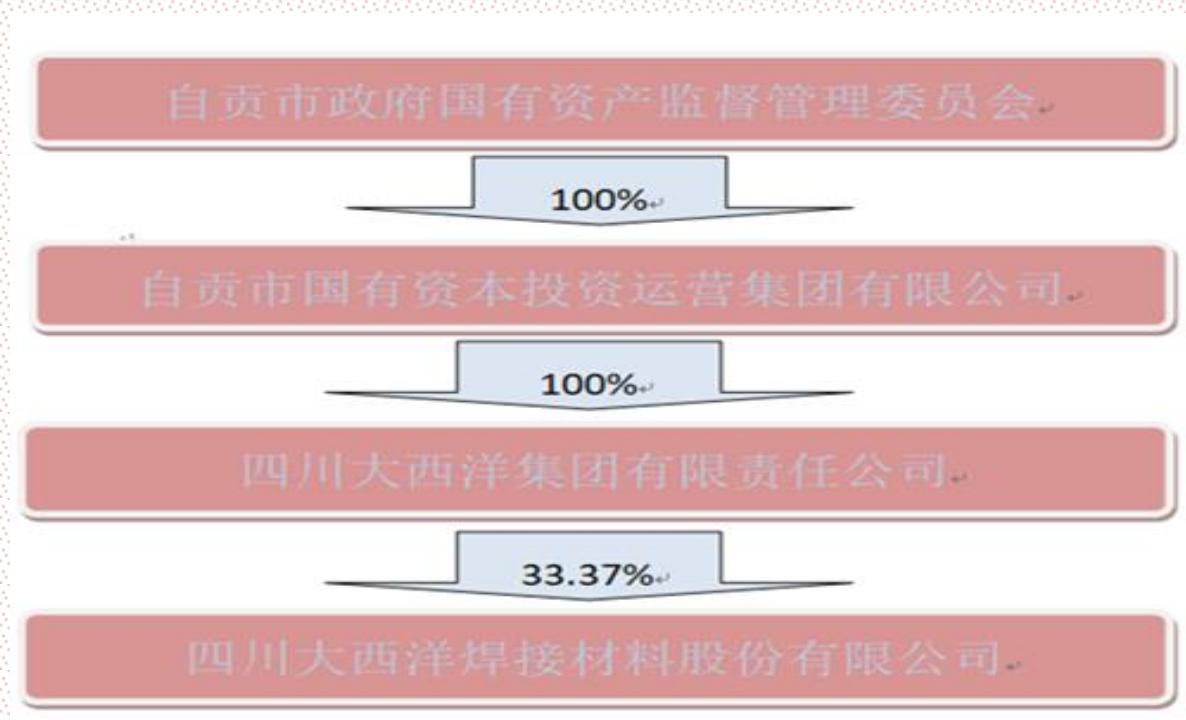 自贡市政府国有资产监督管理委员会
100%
自贡市国有资本投资运营集团有限公司
100%
四川大西洋集团有限责任公司
33.37%
四川大西洋焊接材料股份有限公司